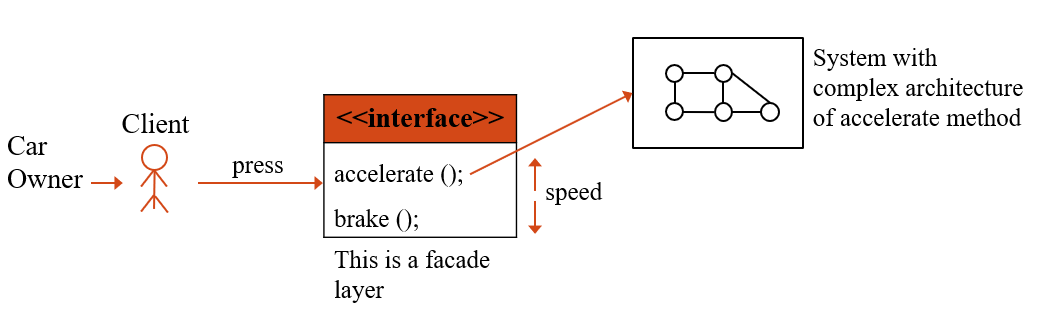 Car
Owner
Client
press
<<interface>>
accelerate ();
brake ();
This is a facade
layer
speed
System with
complex architecture
of accelerate method